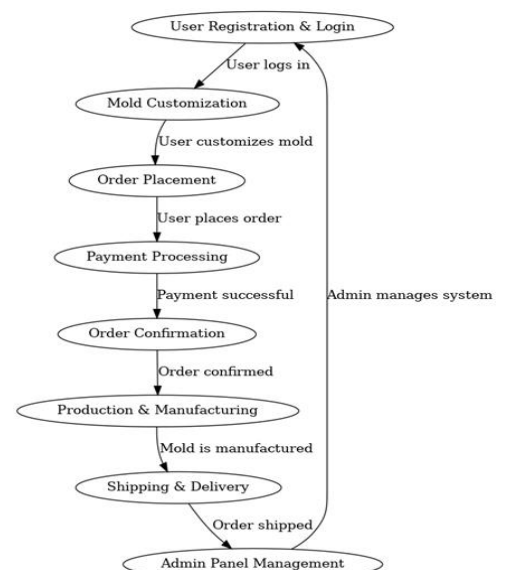 User Registration & Login
User logs in
Mold Customization
User customizes mold
Order Placement
User places order
Payment Processing
Payment successful
Admin manages system
Order Confirmation
Order confirmed
Production & Manufacturing
Mold is manufactured
Shipping & Delivery
Order shipped
Admin Panel Management